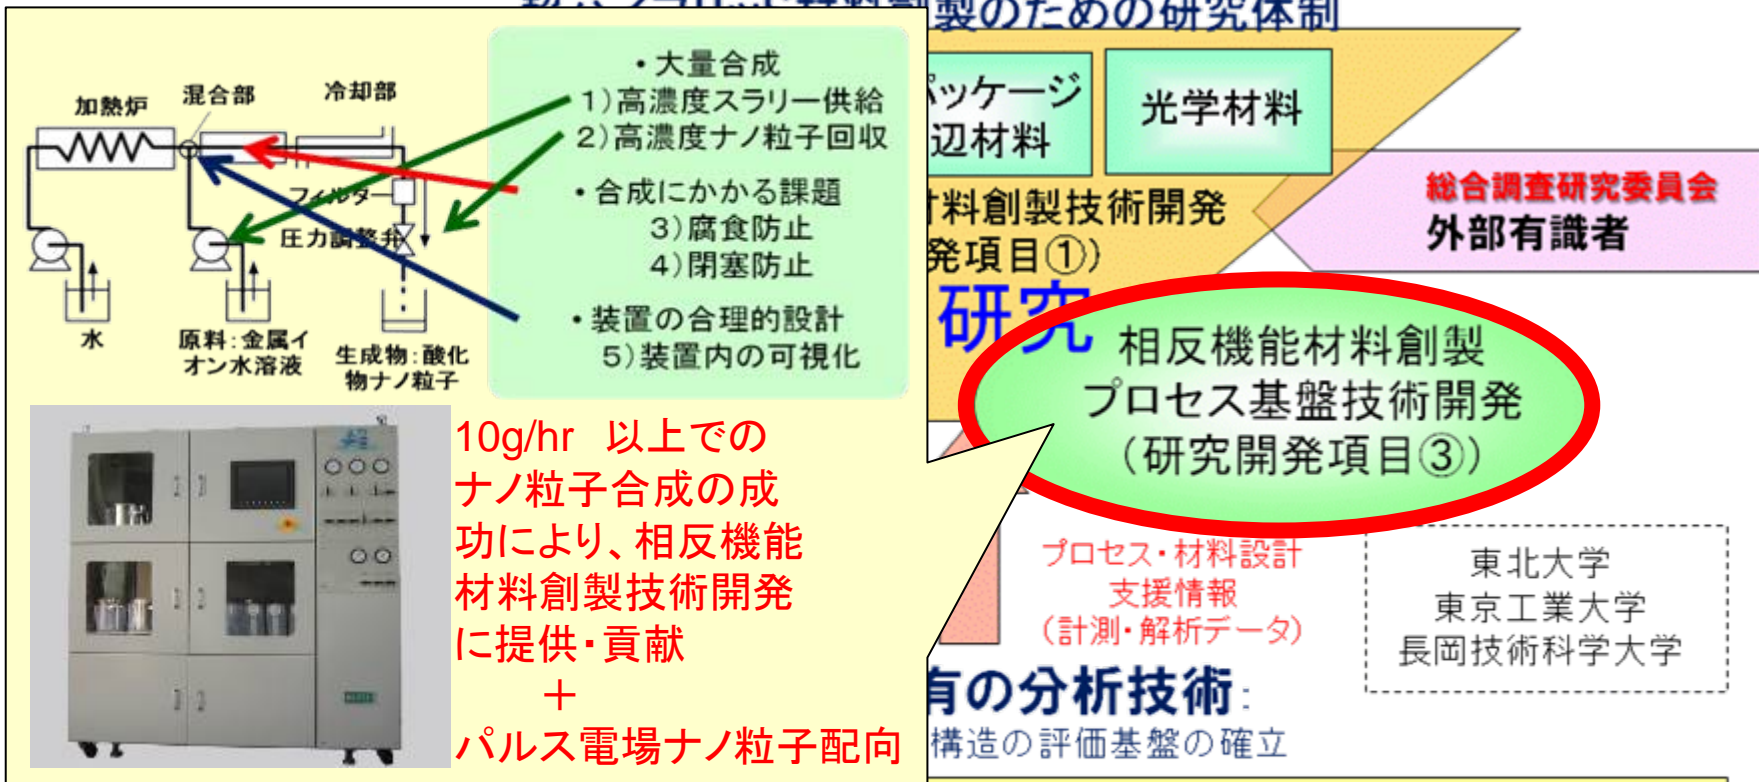 製のための研究体制
加熱炉
混合部
冷却部
フィルター
圧力調整弁
水
原料:金属イ
オン水溶液
生成物:酸化
物ナノ粒子
・大量合成
1)高濃度スラリー供給
2)高濃度ナノ粒子回収
・合成にかかる課題
3)腐食防止
4)閉塞防止
・装置の合理的設計
5)装置内の可視化
10g/hr 以上での
ナノ粒子合成の成
功により、相反機能
材料創製技術開発
に提供・貢献
+
パルス電場ナノ粒子配向
パッケージ
辺材料
光学材料
材料創製技術開発
発項目①)
研究
総合調査研究委員会
外部有識者
相反機能材料創製
プロセス基盤技術開発
(研究開発項目③)
プロセス・材料設計
支援情報
(計測・解析データ)
東北大学
東京工業大学
長岡技術科学大学
有の分析技術:
構造の評価基盤の確立